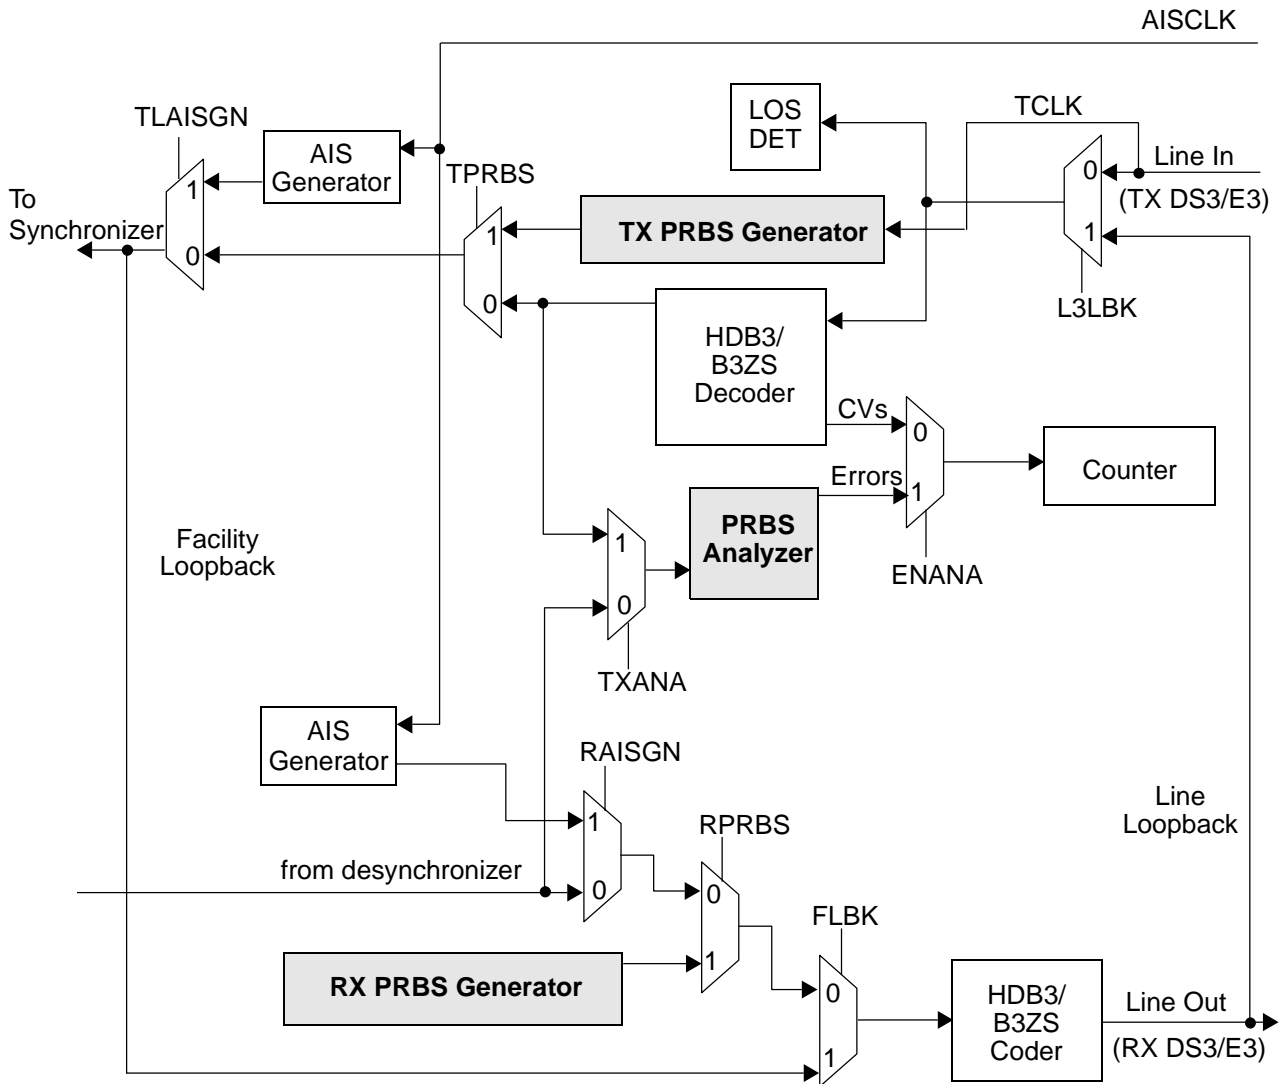 AISCLK
TLAISGN
AIS
Generator
1
0
To
Synchronizer
TPRBS
1
0
LOS
DET
TCLK
Line In
(TX DS3/E3)
0
1
L3LBK
TX PRBS Generator
HDB3/
B3ZS
Decoder
CVs
Errors
0
1
ENANA
Counter
PRBS
Analyzer
1
0
TXANA
Facility
Loopback
AIS
Generator
RAISGN
1
0
from desynchronizer
RPRBS
0
1
RX PRBS Generator
FLBK
0
1
HDB3/
B3ZS
Coder
Line
Loopback
Line Out
(RX DS3/E3)